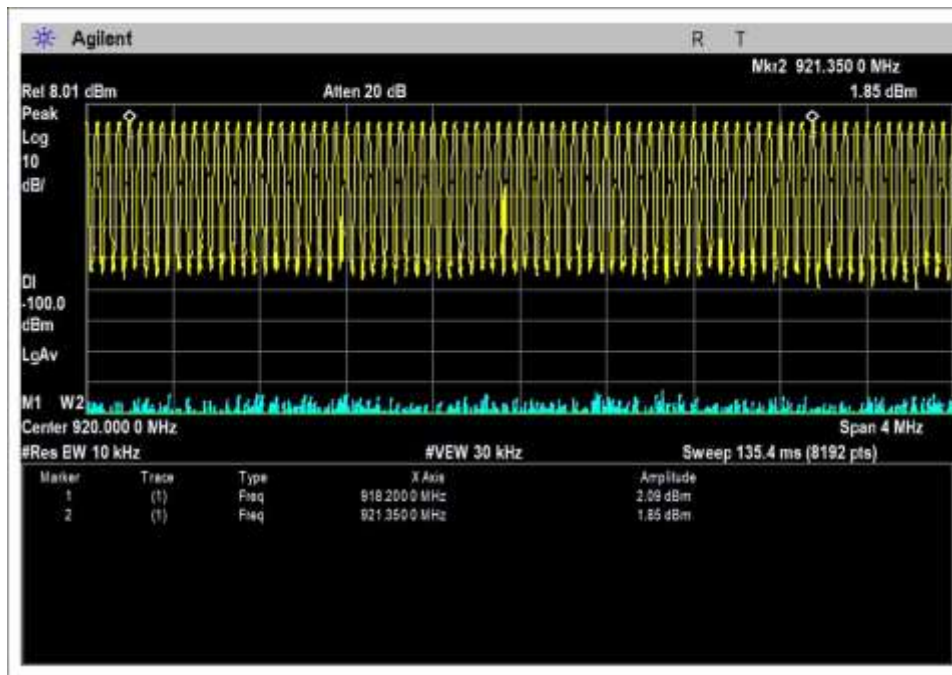 Agilent
R T
Mkr2 921.350 0 MHz
Ref 8.01 dBm
Atten 20 dB
1.85 dBm
Peak
Log
10
dB/
DI
-100.0
dBm
LgAv
M1 W2
Center 920.000 0 MHz
Span 4 MHz
#Res BW 10 kHz
#VBW 30 kHz
Sweep 135.4 ms (8192 pts)
Marker Trace Type X Axis Amplitude
1 (1) Freq 918.200 0 MHz 2.09 dBm
2 (1) Freq 921.350 0 MHz 1.85 dBm